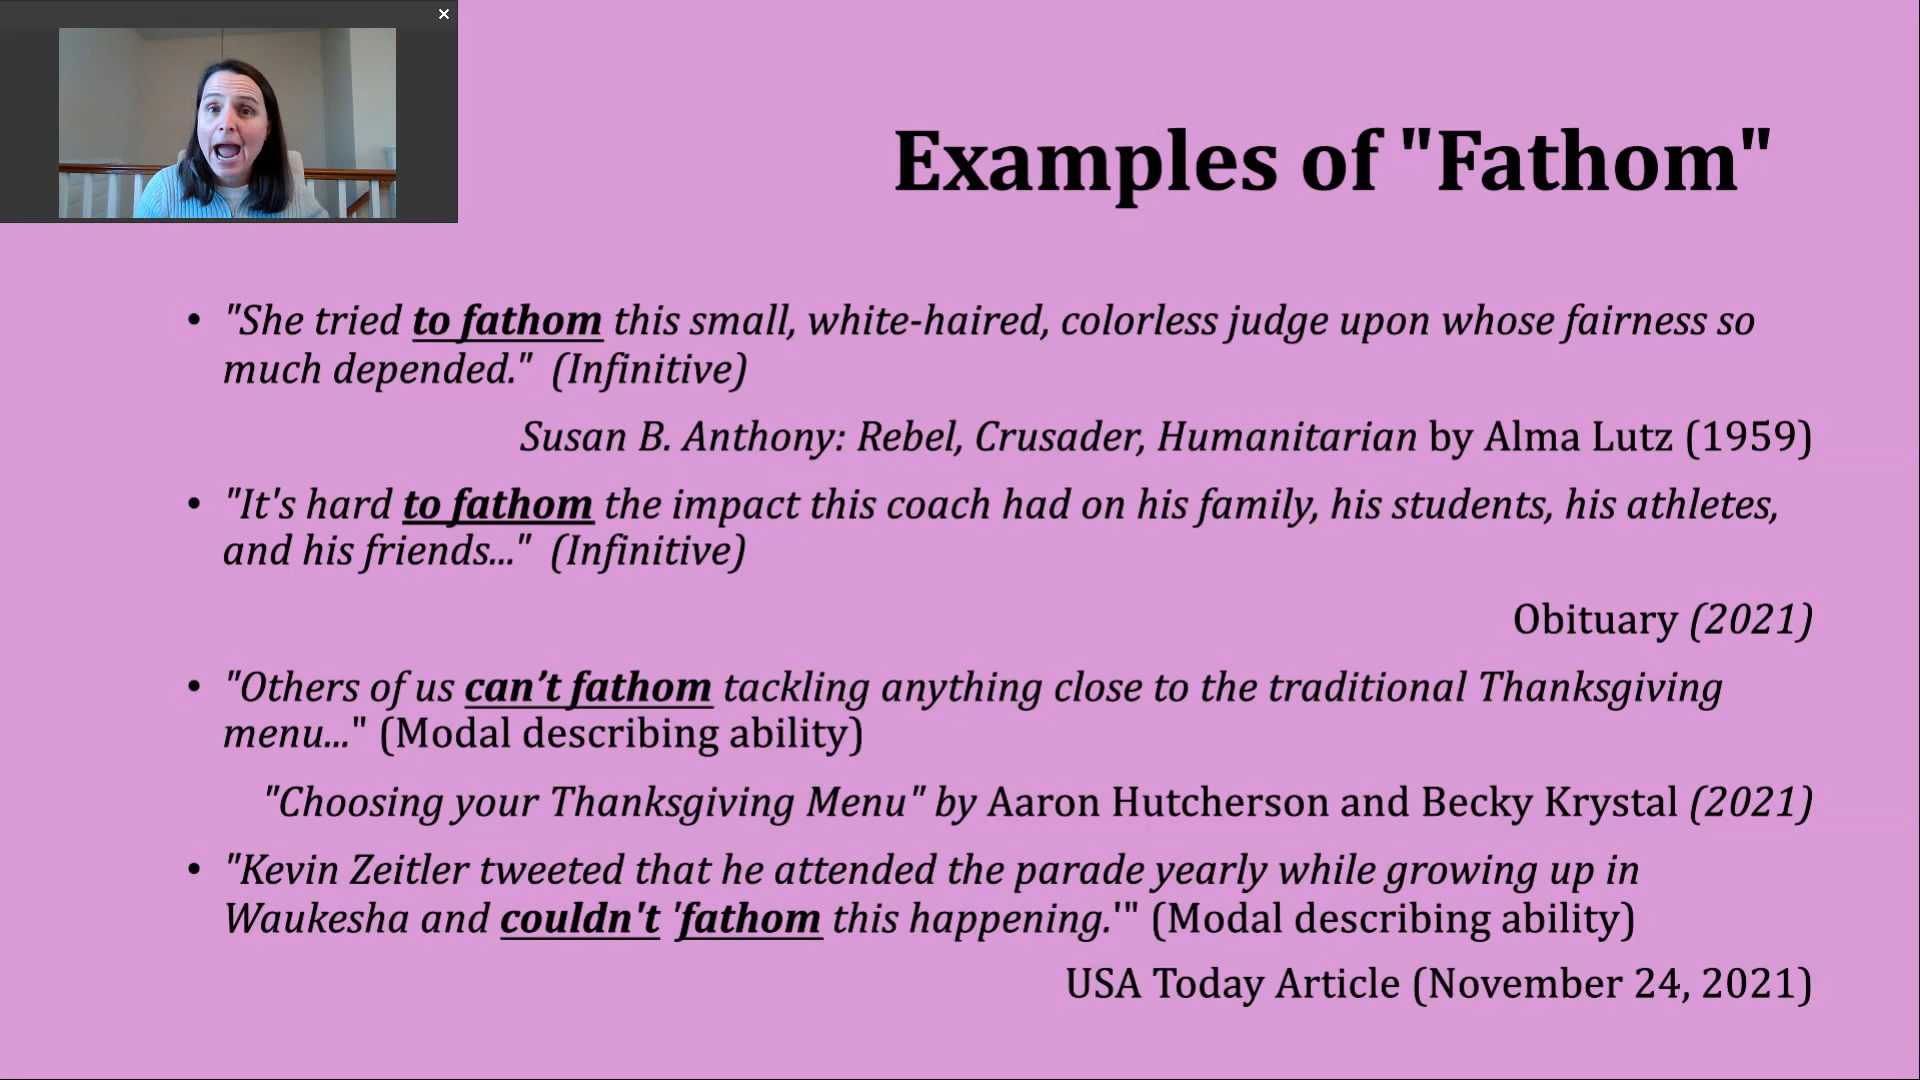 Examples of "Fathom"
• "She tried to fathom this small, white-haired, colorless judge upon whose fairness so
much depended."  (Infinitive)
Susan B. Anthony: Rebel, Crusader, Humanitarian by Alma Lutz (1959)
• "It's hard to fathom the impact this coach had on his family, his students, his athletes,
and his friends..."  (Infinitive)
Obituary (2021)
• "Others of us can’t fathom tackling anything close to the traditional Thanksgiving
menu..." (Modal describing ability)
"Choosing your Thanksgiving Menu" by Aaron Hutcherson and Becky Krystal (2021)
• "Kevin Zeitler tweeted that he attended the parade yearly while growing up in
Waukesha and couldn't 'fathom this happening.'" (Modal describing ability)
USA Today Article (November 24, 2021)